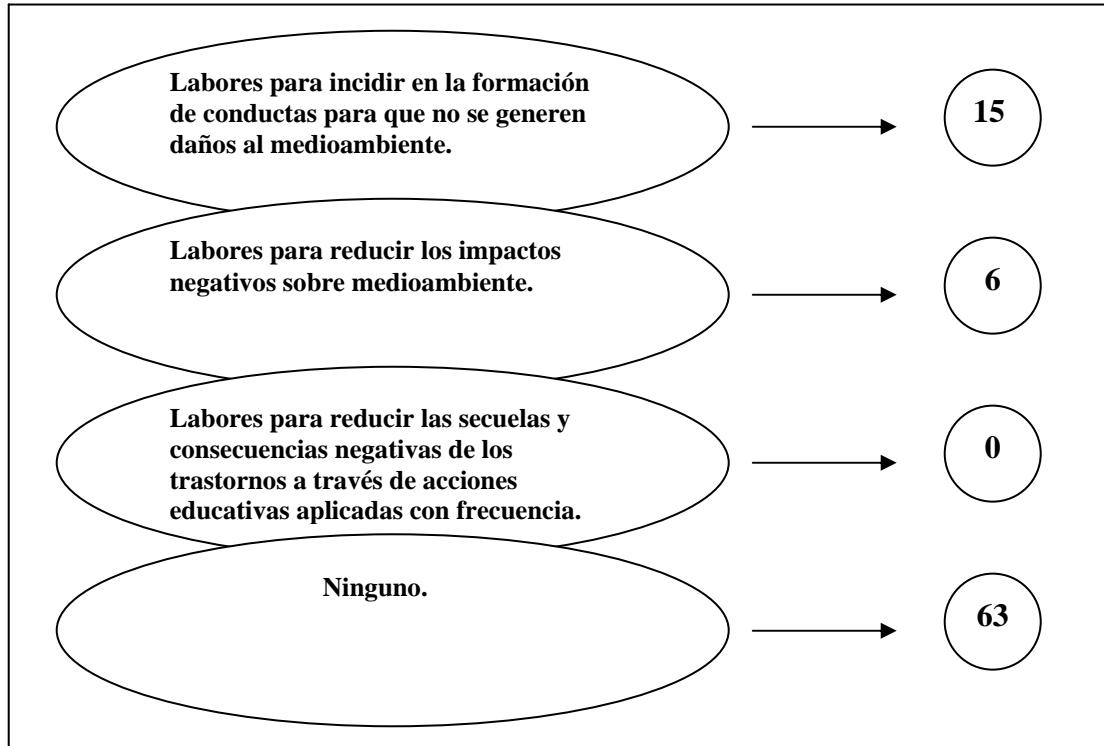 Labores para incidir en la formación
de conductas para que no se generen
daños al medioambiente.
15
Labores para reducir los impactos
negativos sobre medioambiente.
6
Labores para reducir las secuelas y
consecuencias negativas de los
trastornos a través de acciones
educativas aplicadas con frecuencia.
0
Ninguno.
63